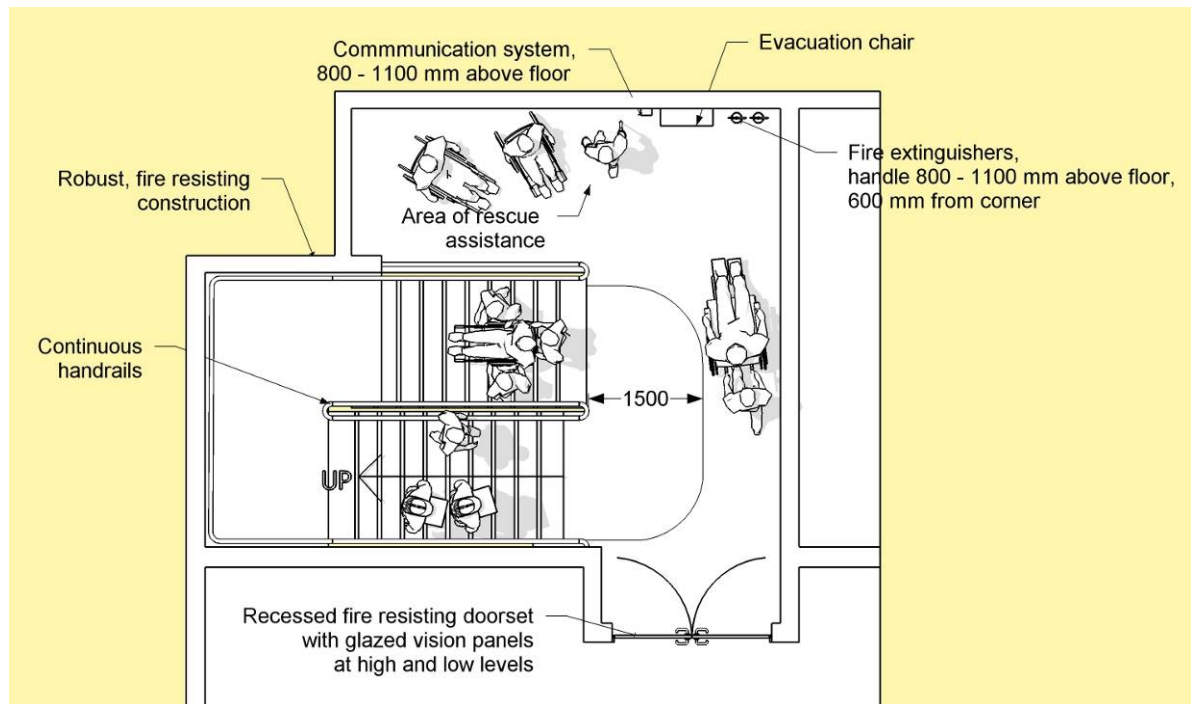 Commmunication system,
800 - 1100 mm above floor
Evacuation chair
Fire extinguishers,
handle 800 - 1100 mm above floor,
600 mm from corner
Robust, fire resisting
construction
Area of rescue
assistance
Continuous
handrails
1500
UP
Recessed fire resisting doorset
with glazed vision panels
at high and low levels